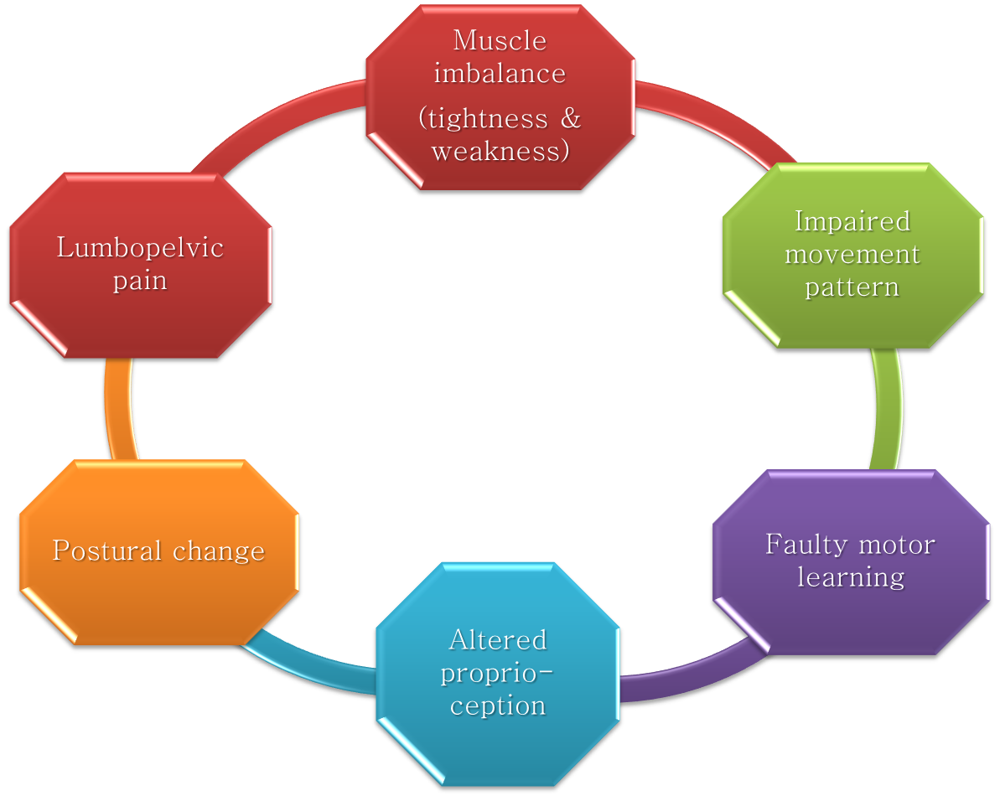 Muscle
imbalance
(tightness &
weakness)
Impaired
movement
pattern
Faulty motor
learning
Altered
proprio-
ception
Postural change
Lumbopelvic
pain